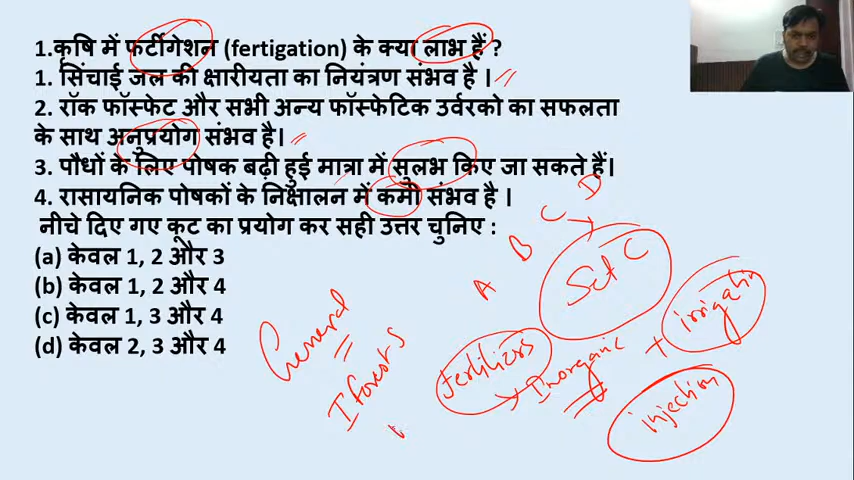 1.कृषि में फर्टीगेशन (fertigation) के क्या लाभ हैं ?
1. सिंचाई जल की क्षारीयता का नियंत्रण संभव है ।
2. रॉक फॉस्फेट और सभी अन्य फॉस्फेटिक उर्वरको का सफलता
के साथ अनुप्रयोग संभव है।
3. पौधों के लिए पोषक बढ़ी हुई मात्रा में सुलभ किए जा सकते हैं।
4. रासायनिक पोषकों के निक्षालन में कमी संभव है ।
नीचे दिए गए कूट का प्रयोग कर सही उत्तर चुनिए :
(a) केवल 1, 2 और 3
(b) केवल 1, 2 और 4
(c) केवल 1, 3 और 4
(d) केवल 2, 3 और 4
A B C D
Set C
General
Fertilizers + irrigation
Inorganic
injection